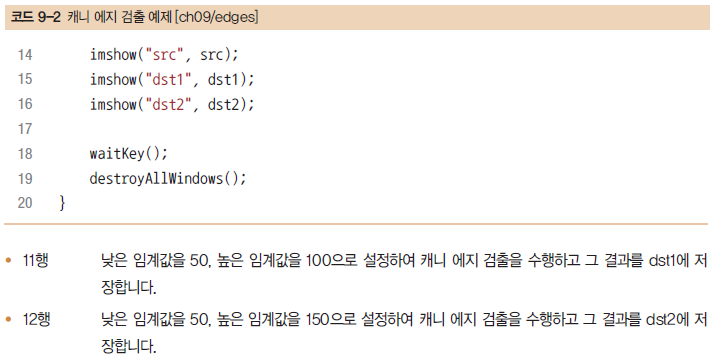 코드 9-2 캐니 에지 검출 예제 [ch09/edges]
14 imshow("src", src);
15 imshow("dst1", dst1);
16 imshow("dst2", dst2);
17
18 waitKey();
19 destroyAllWindows();
20 }
• 11행 낮은 임계값을 50, 높은 임계값을 100으로 설정하여 캐니 에지 검출을 수행하고 그 결과를 dst1에 저
장합니다.
• 12행 낮은 임계값을 50, 높은 임계값을 150으로 설정하여 캐니 에지 검출을 수행하고 그 결과를 dst2에 저
장합니다.